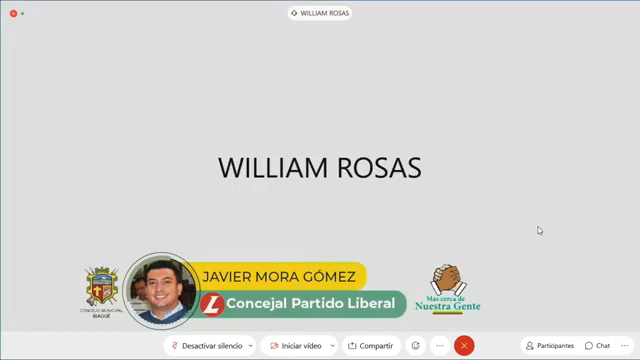 WILLIAM ROSAS
WILLIAM ROSAS
JAVIER MORA GÓMEZ
L Concejal Partido Liberal
CONCEJO MUNICIPAL
IBAGUÉ
Mas cerca de
Nuestra Gente
Desactivar silencio
Iniciar vídeo
Compartir
Participantes
Chat